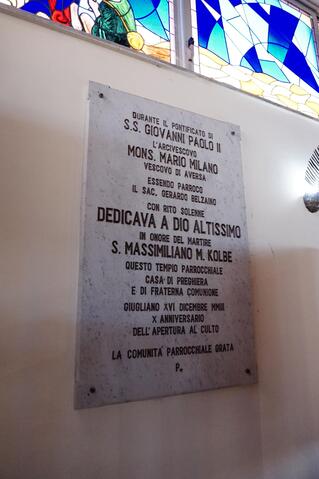 DURANTE IL PONTIFICATO DI
S.S. GIOVANNI PAOLO II
L'ARCIVESCOVO
MONS. MARIO MILANO
VESCOVO DI AVERSA
ESSENDO PARROCO
IL SAC. GERARDO BELZAINO
CON RITO SOLENNE
DEDICAVA A DIO ALTISSIMO
IN ONORE DEL MARTIRE
S. MASSIMILIANO M. KOLBE
QUESTO TEMPIO PARROCCHIALE
CASA DI PREGHIERA
E DI FRATERNA COMUNIONE
GIUGLIANO XVI DICEMBRE MMIII
X ANNIVERSARIO
DELL'APERTURA AL CULTO
LA COMUNITÀ PARROCCHIALE GRATA
P.